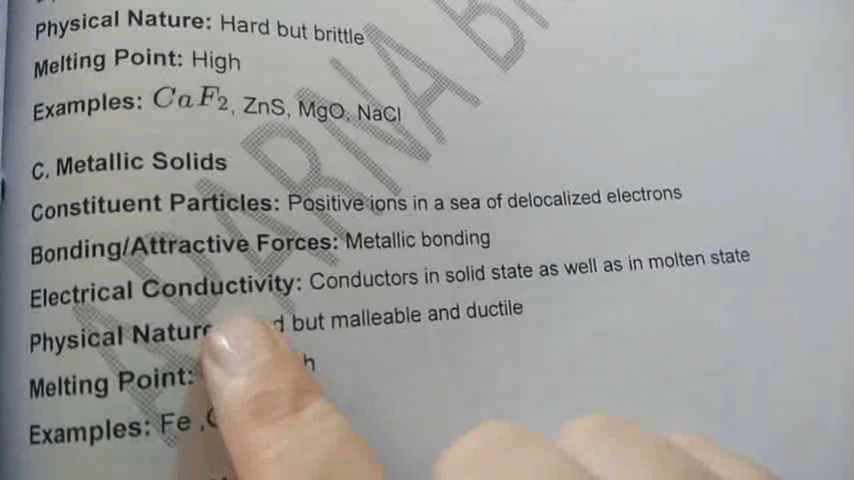 Physical Nature: Hard but brittle
Melting Point: High
Examples: CaF₂, ZnS, MgO, NaCl
C. Metallic Solids
Constituent Particles: Positive ions in a sea of delocalized electrons
Bonding/Attractive Forces: Metallic bonding
Electrical Conductivity: Conductors in solid state as well as in molten state
Physical Nature but malleable and ductile
Melting Point:
Examples: Fe ,
APARNA